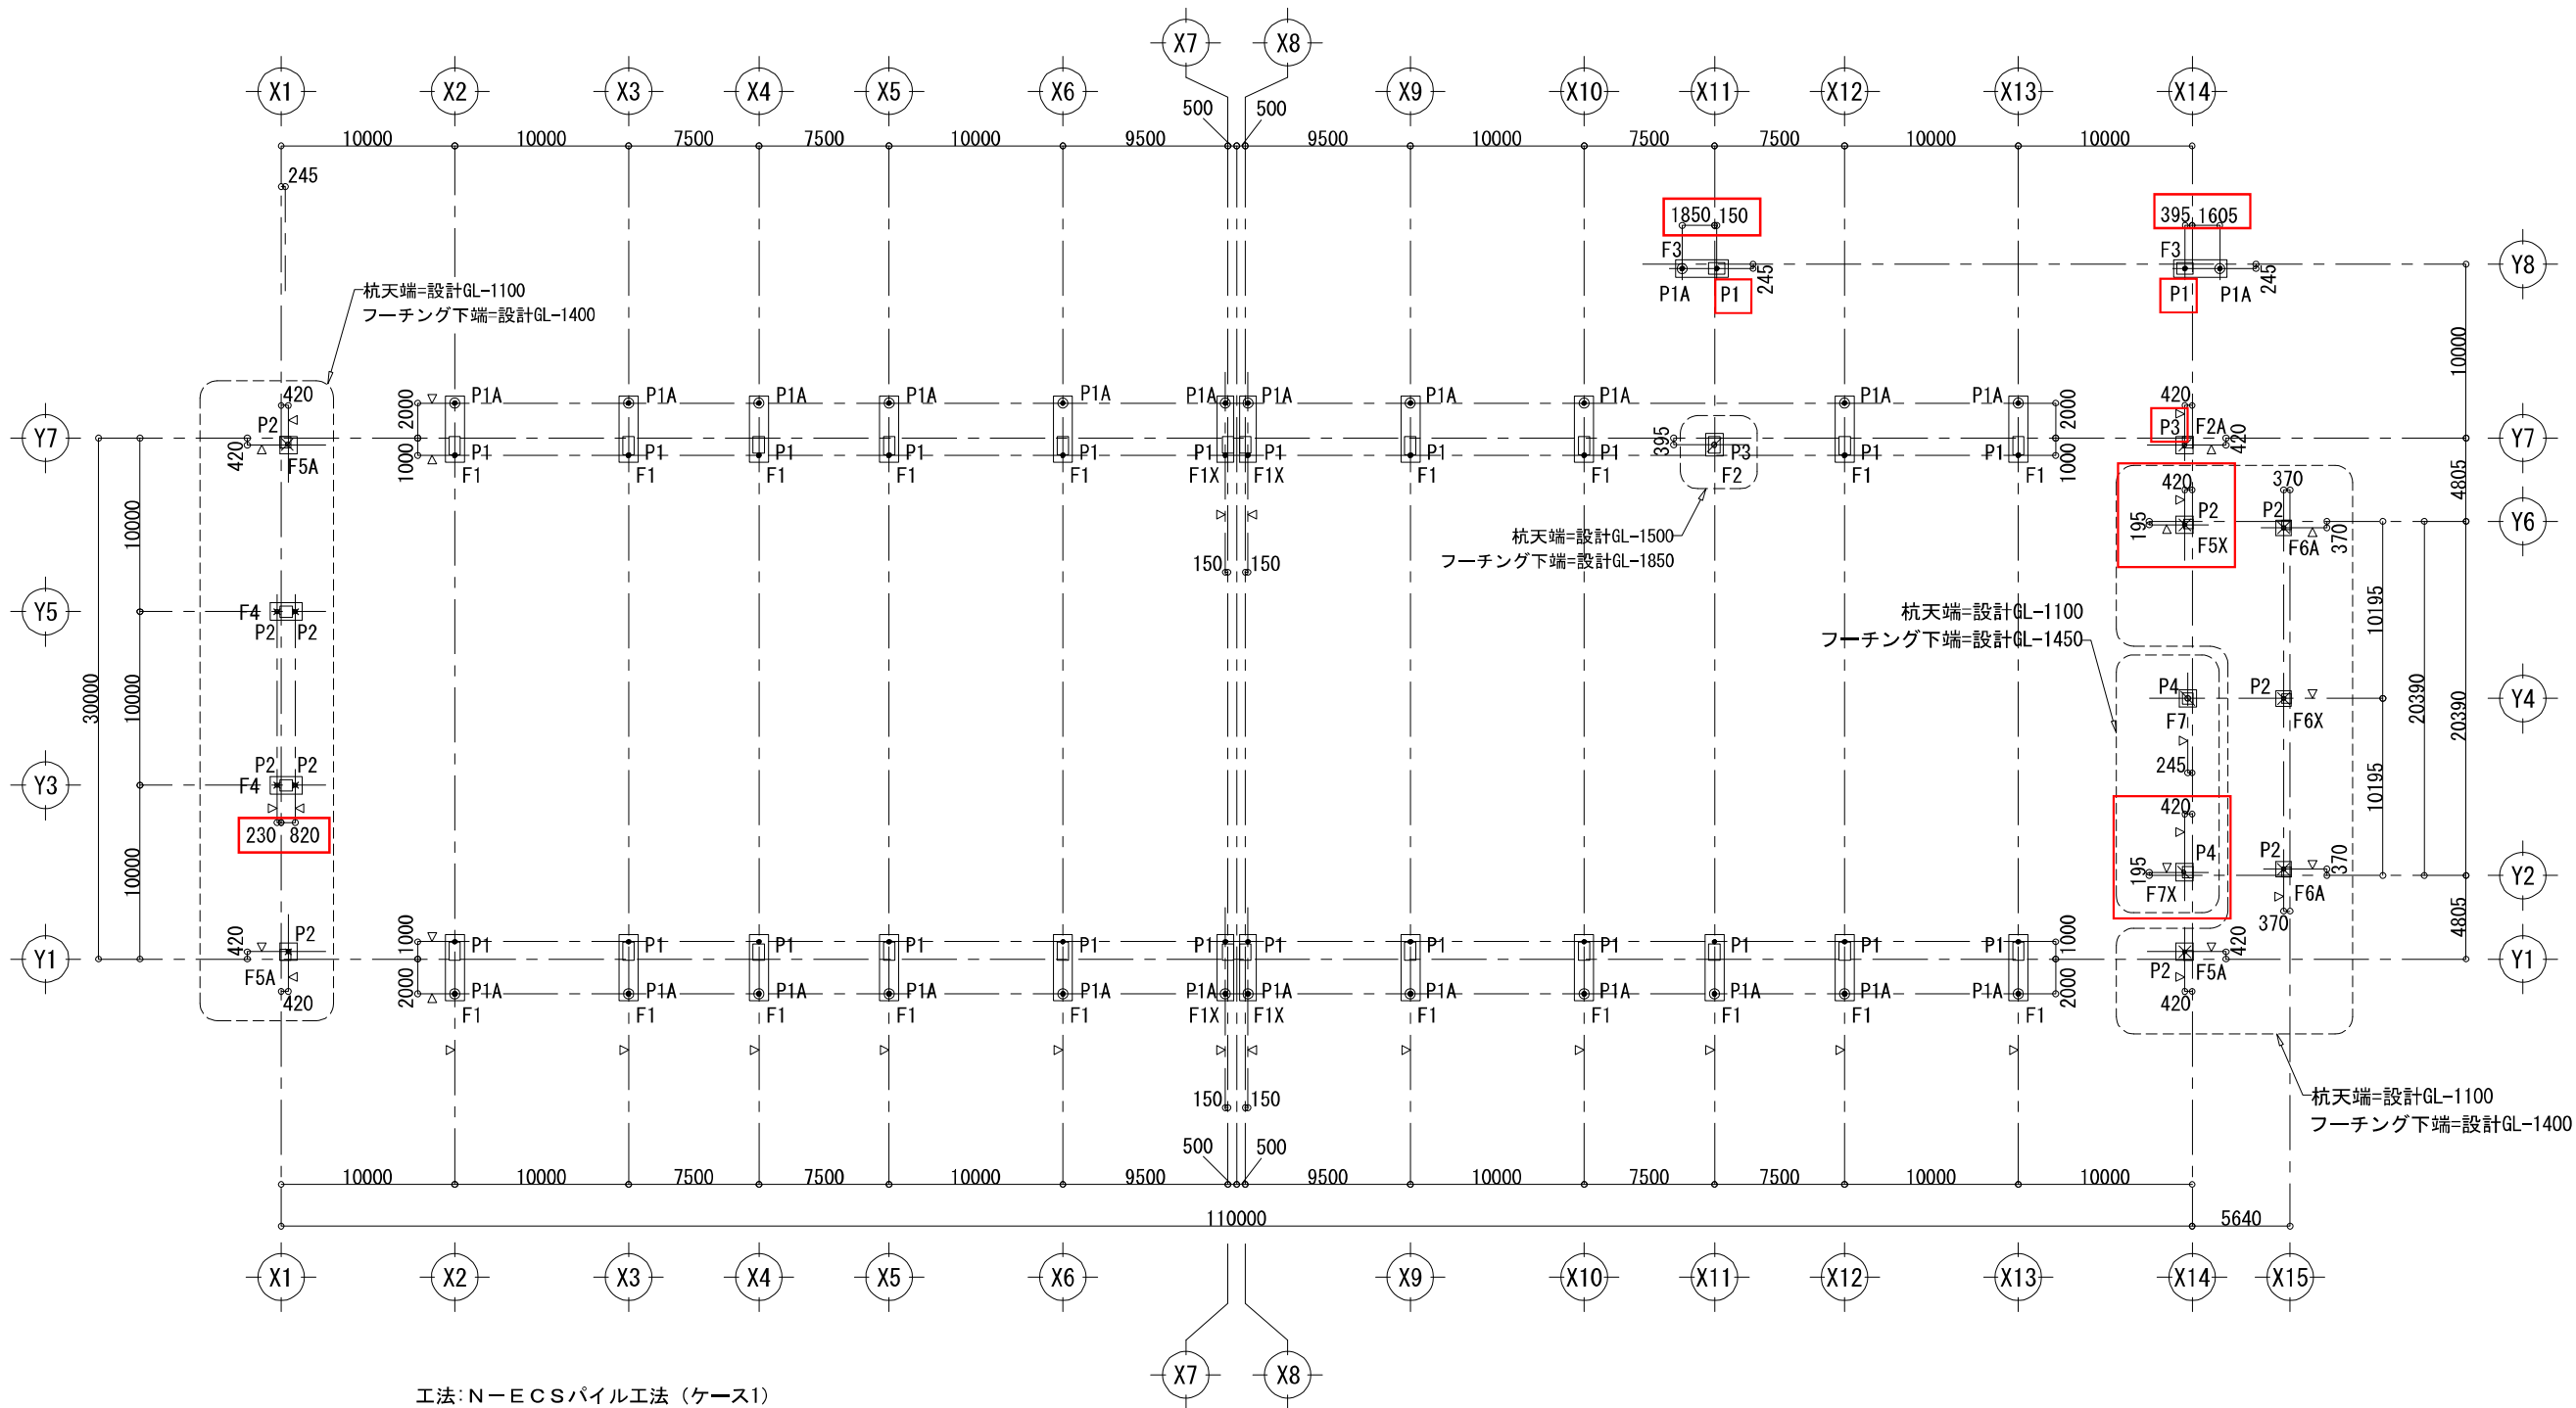 X7 X8
X1 X2 X3 X4 X5 X6 X9 X10 X11 X12 X13 X14
500 500
10000 10000 7500 7500 10000 9500 9500 10000 7500 7500 10000 10000
245
1850 150 395 1605
F3 F3
Y8 245 245
P1A P1 P1 P1A
杭天端=設計GL-1100
フーチング下端=設計GL-1400
10000
420 420
P1A P1A P1A P1A P1A P1A P1A P1A P1A P1A P1A
2000 2000
P2 P3 F2A
Y7 Y7
420 395 420
F5A
1000 P1 P1 P1 P1 P1 P1 P1 P1 P1 P3 P1 P1 1000
F1 F1 F1 F1 F1 F1X F1X F1 F1 F2 F1 F1
4805
420 370
P2 P2
195 Y6
F5X F6A 370
10000
杭天端=設計GL-1500
フーチング下端=設計GL-1850
150 150
Y5 F4
P2 P2
10195
杭天端=設計GL-1100
フーチング下端=設計GL-1450
30000 10000
P4 P2 Y4
F7 F6X
20390 20390
245
P2 P2
Y3 F4
230 820
10195
420
P4 P2
195 370 Y2
F7X F6A
370
10000
4805
1000 P1 P1 P1 P1 P1 P1 P1 P1 P1 P1 P1 P1 1000
420 P2 420
Y1 Y1
F5A P2 F5A
2000 P1A P1A P1A P1A P1A P1A P1A P1A P1A P1A P1A P1A 2000
420 420
F1 F1 F1 F1 F1 F1X F1X F1 F1 F1 F1 F1
150 150
杭天端=設計GL-1100
フーチング下端=設計GL-1400
500 500
10000 10000 7500 7500 10000 9500 9500 10000 7500 7500 10000 10000
110000 5640
X1 X2 X3 X4 X5 X6 X9 X10 X11 X12 X13 X14 X15
X7 X8
工法:N-ECSパイル工法(ケース1)